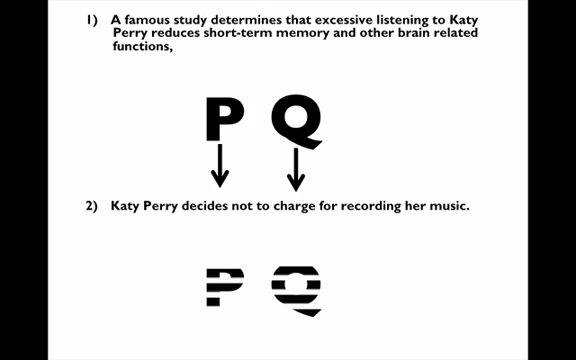 1) A famous study determines that excessive listening to Katy
Perry reduces short-term memory and other brain related
functions,
P Q
2) Katy Perry decides not to charge for recording her music.
P Q